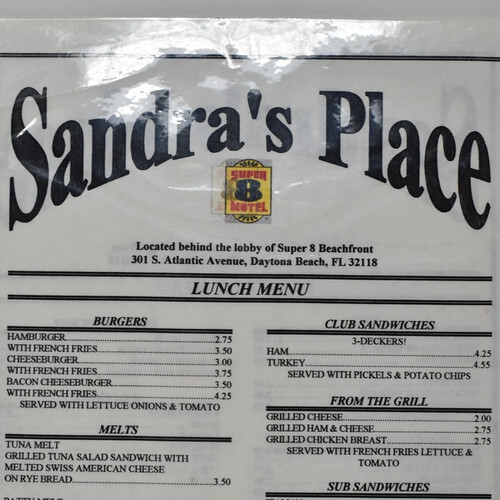 Sandra's Place
SUPER
8
MOTEL
Located behind the lobby of Super 8 Beachfront
301 S. Atlantic Avenue, Daytona Beach, FL 32118
LUNCH MENU
BURGERS
HAMBURGER 2.75
WITH FRENCH FRIES 3.50
CHEESEBURGER 3.00
WITH FRENCH FRIES 3.75
BACON CHEESEBURGER 3.50
WITH FRENCH FRIES 4.25
SERVED WITH LETTUCE ONIONS & TOMATO
MELTS
TUNA MELT
GRILLED TUNA SALAD SANDWICH WITH
MELTED SWISS AMERICAN CHEESE
ON RYE BREAD 3.50
PATTY MELT
CLUB SANDWICHES
3-DECKERS!
HAM 4.25
TURKEY 4.55
SERVED WITH PICKELS & POTATO CHIPS
FROM THE GRILL
GRILLED CHEESE 2.00
GRILLED HAM & CHEESE 2.75
GRILLED CHICKEN BREAST 2.75
SERVED WITH FRENCH FRIES LETTUCE &
TOMATO
SUB SANDWICHES